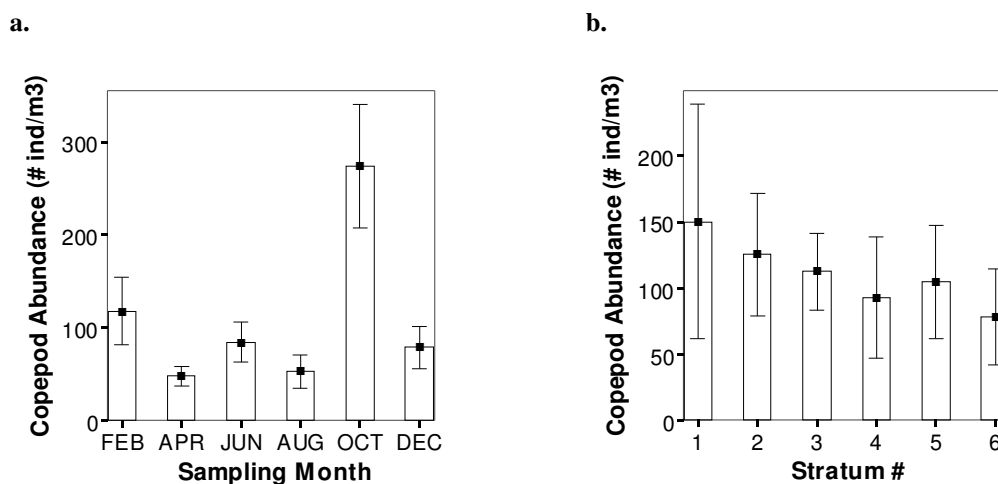 a.
Copepod Abundance (# ind/m3)
300
200
100
0
FEB APR JUN AUG OCT DEC
Sampling Month
b.
Copepod Abundance (# ind/m3)
200
150
100
50
0
1 2 3 4 5 6
Stratum #